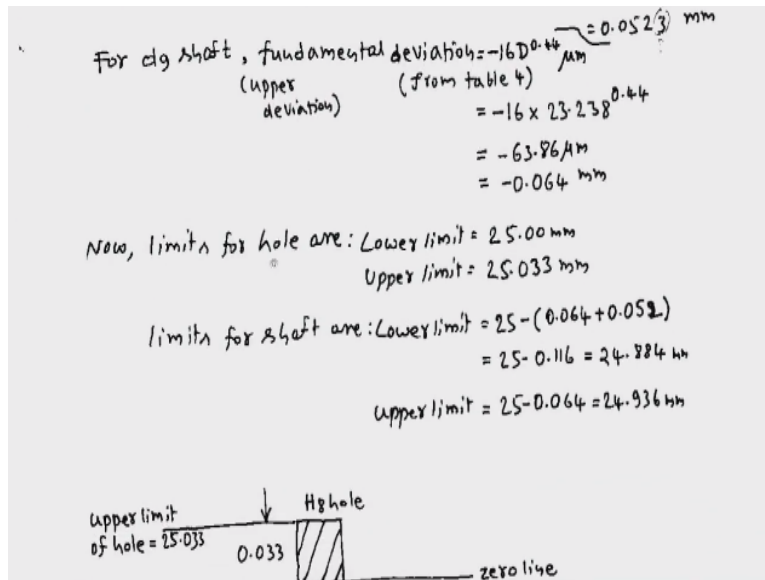 = 0.0523 mm
For d9 shaft, fundamental deviation = -16D^0.44 μm
(upper deviation) (from table 4)
= -16 x 23.238^0.44
= -63.86 μm
= -0.064 mm
Now, limits for hole are: Lower limit = 25.00 mm
Upper limit = 25.033 mm
limits for shaft are: Lower limit = 25-(0.064+0.052)
= 25-0.116 = 24.884 mm
upper limit = 25-0.064 = 24.936 mm
H8 hole
upper limit
of hole = 25.033
0.033
zero line